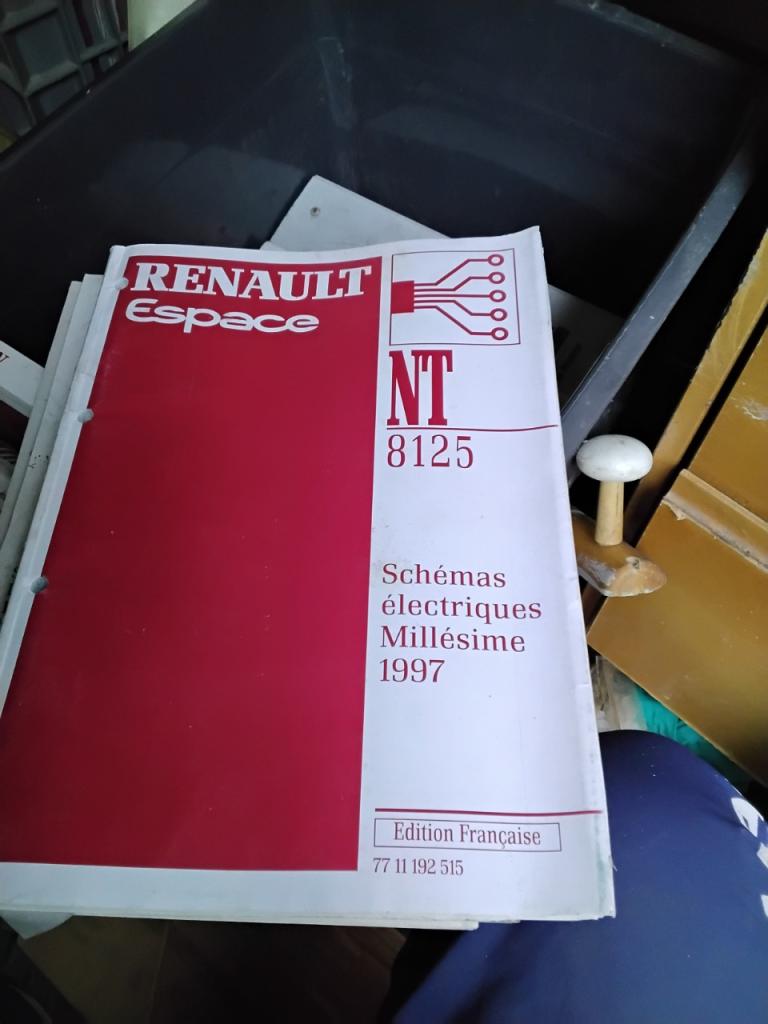 RENAULT
Espace
NT
8125
Schémas
électriques
Millésime
1997
Edition Française
77 11 192 515